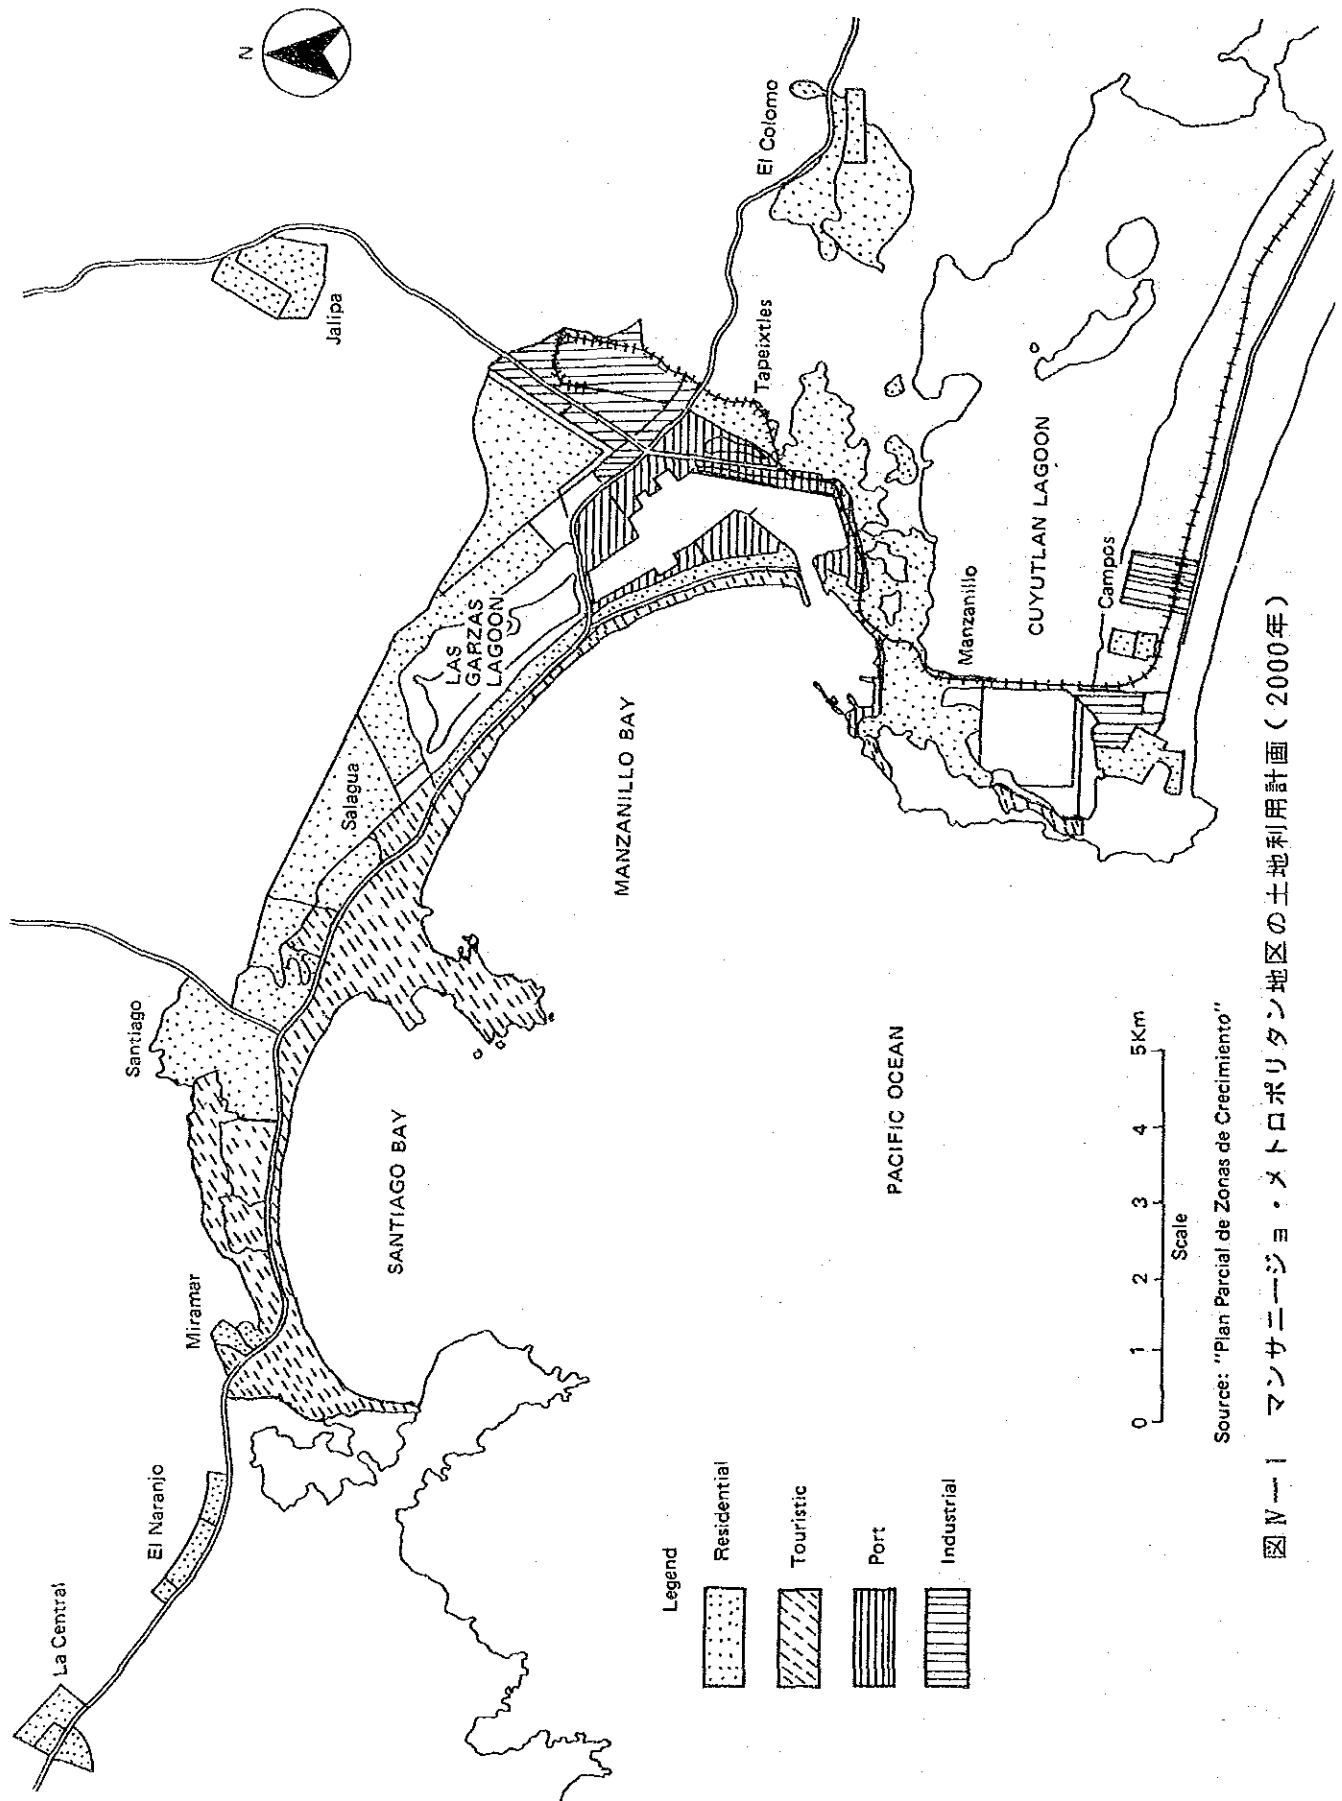 N
La Central
El Naranjo
Miramar
Santiago
Salagua
Jalipa
LAS
GARZAS
LAGOON
El Colomo
Tapeixtles
SANTIAGO BAY
MANZANILLO BAY
Manzanillo
CUYUTLAN LAGOON
Campos
PACIFIC OCEAN
Legend
Residential
Touristic
Port
Industrial
0 1 2 3 4 5Km
Scale
Source: "Plan Parcial de Zonas de Crecimiento"
図Ⅳ―1 マンサニージョ・メトロポリタン地区の土地利用計画(2000年)